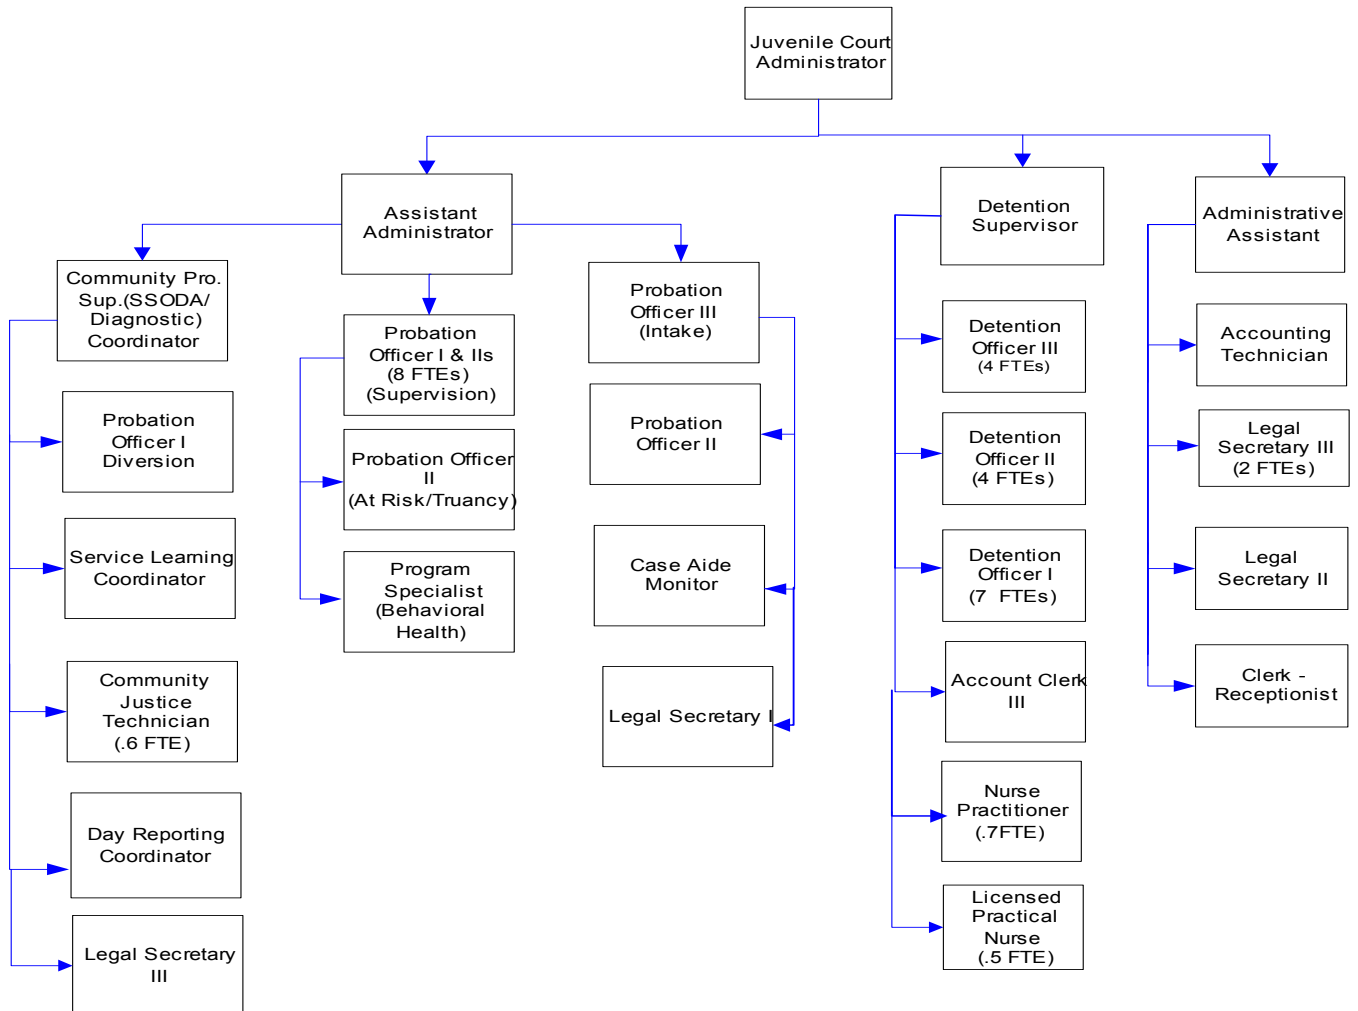 Juvenile Court
Administrator
Assistant
Administrator
Detention
Supervisor
Administrative
Assistant
Community Pro.
Sup.(SSODA/
Diagnostic)
Coordinator
Probation
Officer I
Diversion
Service Learning
Coordinator
Community
Justice
Technician
(.6 FTE)
Day Reporting
Coordinator
Legal Secretary
III
Probation
Officer I & IIs
(8 FTEs)
(Supervision)
Probation Officer
II
(At Risk/Truancy)
Program
Specialist
(Behavioral
Health)
Probation
Officer III
(Intake)
Probation
Officer II
Case Aide
Monitor
Legal Secretary I
Detention
Officer III
(4 FTEs)
Detention
Officer II
(4 FTEs)
Detention
Officer I
(7 FTEs)
Account Clerk
III
Nurse
Practitioner
(.7FTE)
Licensed
Practical
Nurse
(.5 FTE)
Accounting
Technician
Legal
Secretary III
(2 FTEs)
Legal
Secretary II
Clerk -
Receptionist